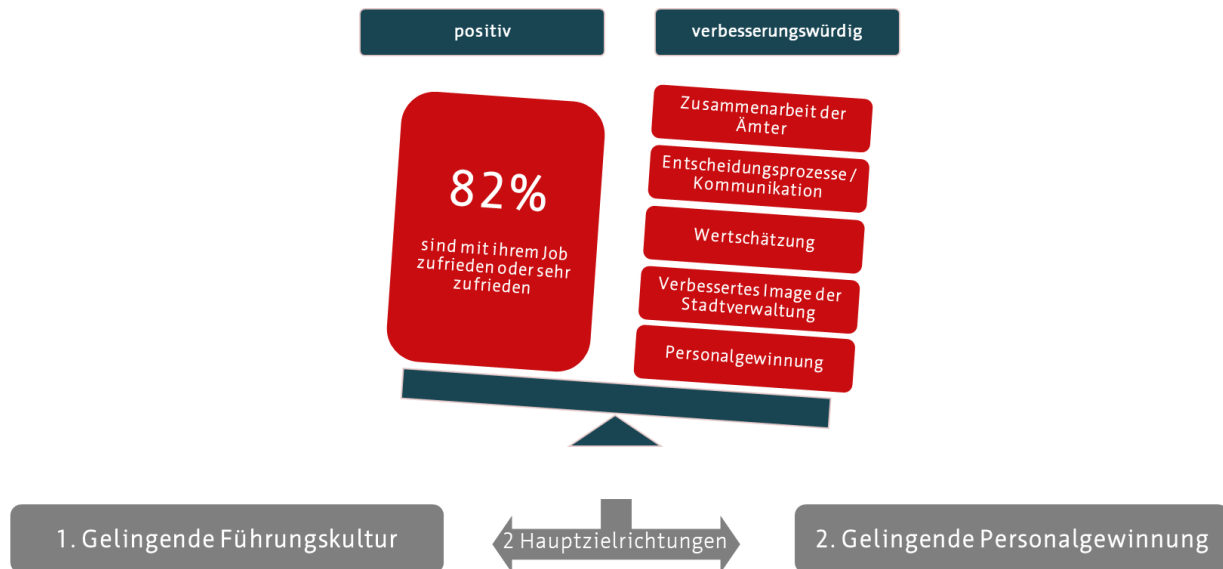 positiv
verbesserungswürdig
82%
sind mit ihrem Job
zufrieden oder sehr
zufrieden
Zusammenarbeit der
Ämter
Entscheidungsprozesse /
Kommunikation
Wertschätzung
Verbessertes Image der
Stadtverwaltung
Personalgewinnung
1. Gelingende Führungskultur
2 Hauptzielrichtungen
2. Gelingende Personalgewinnung